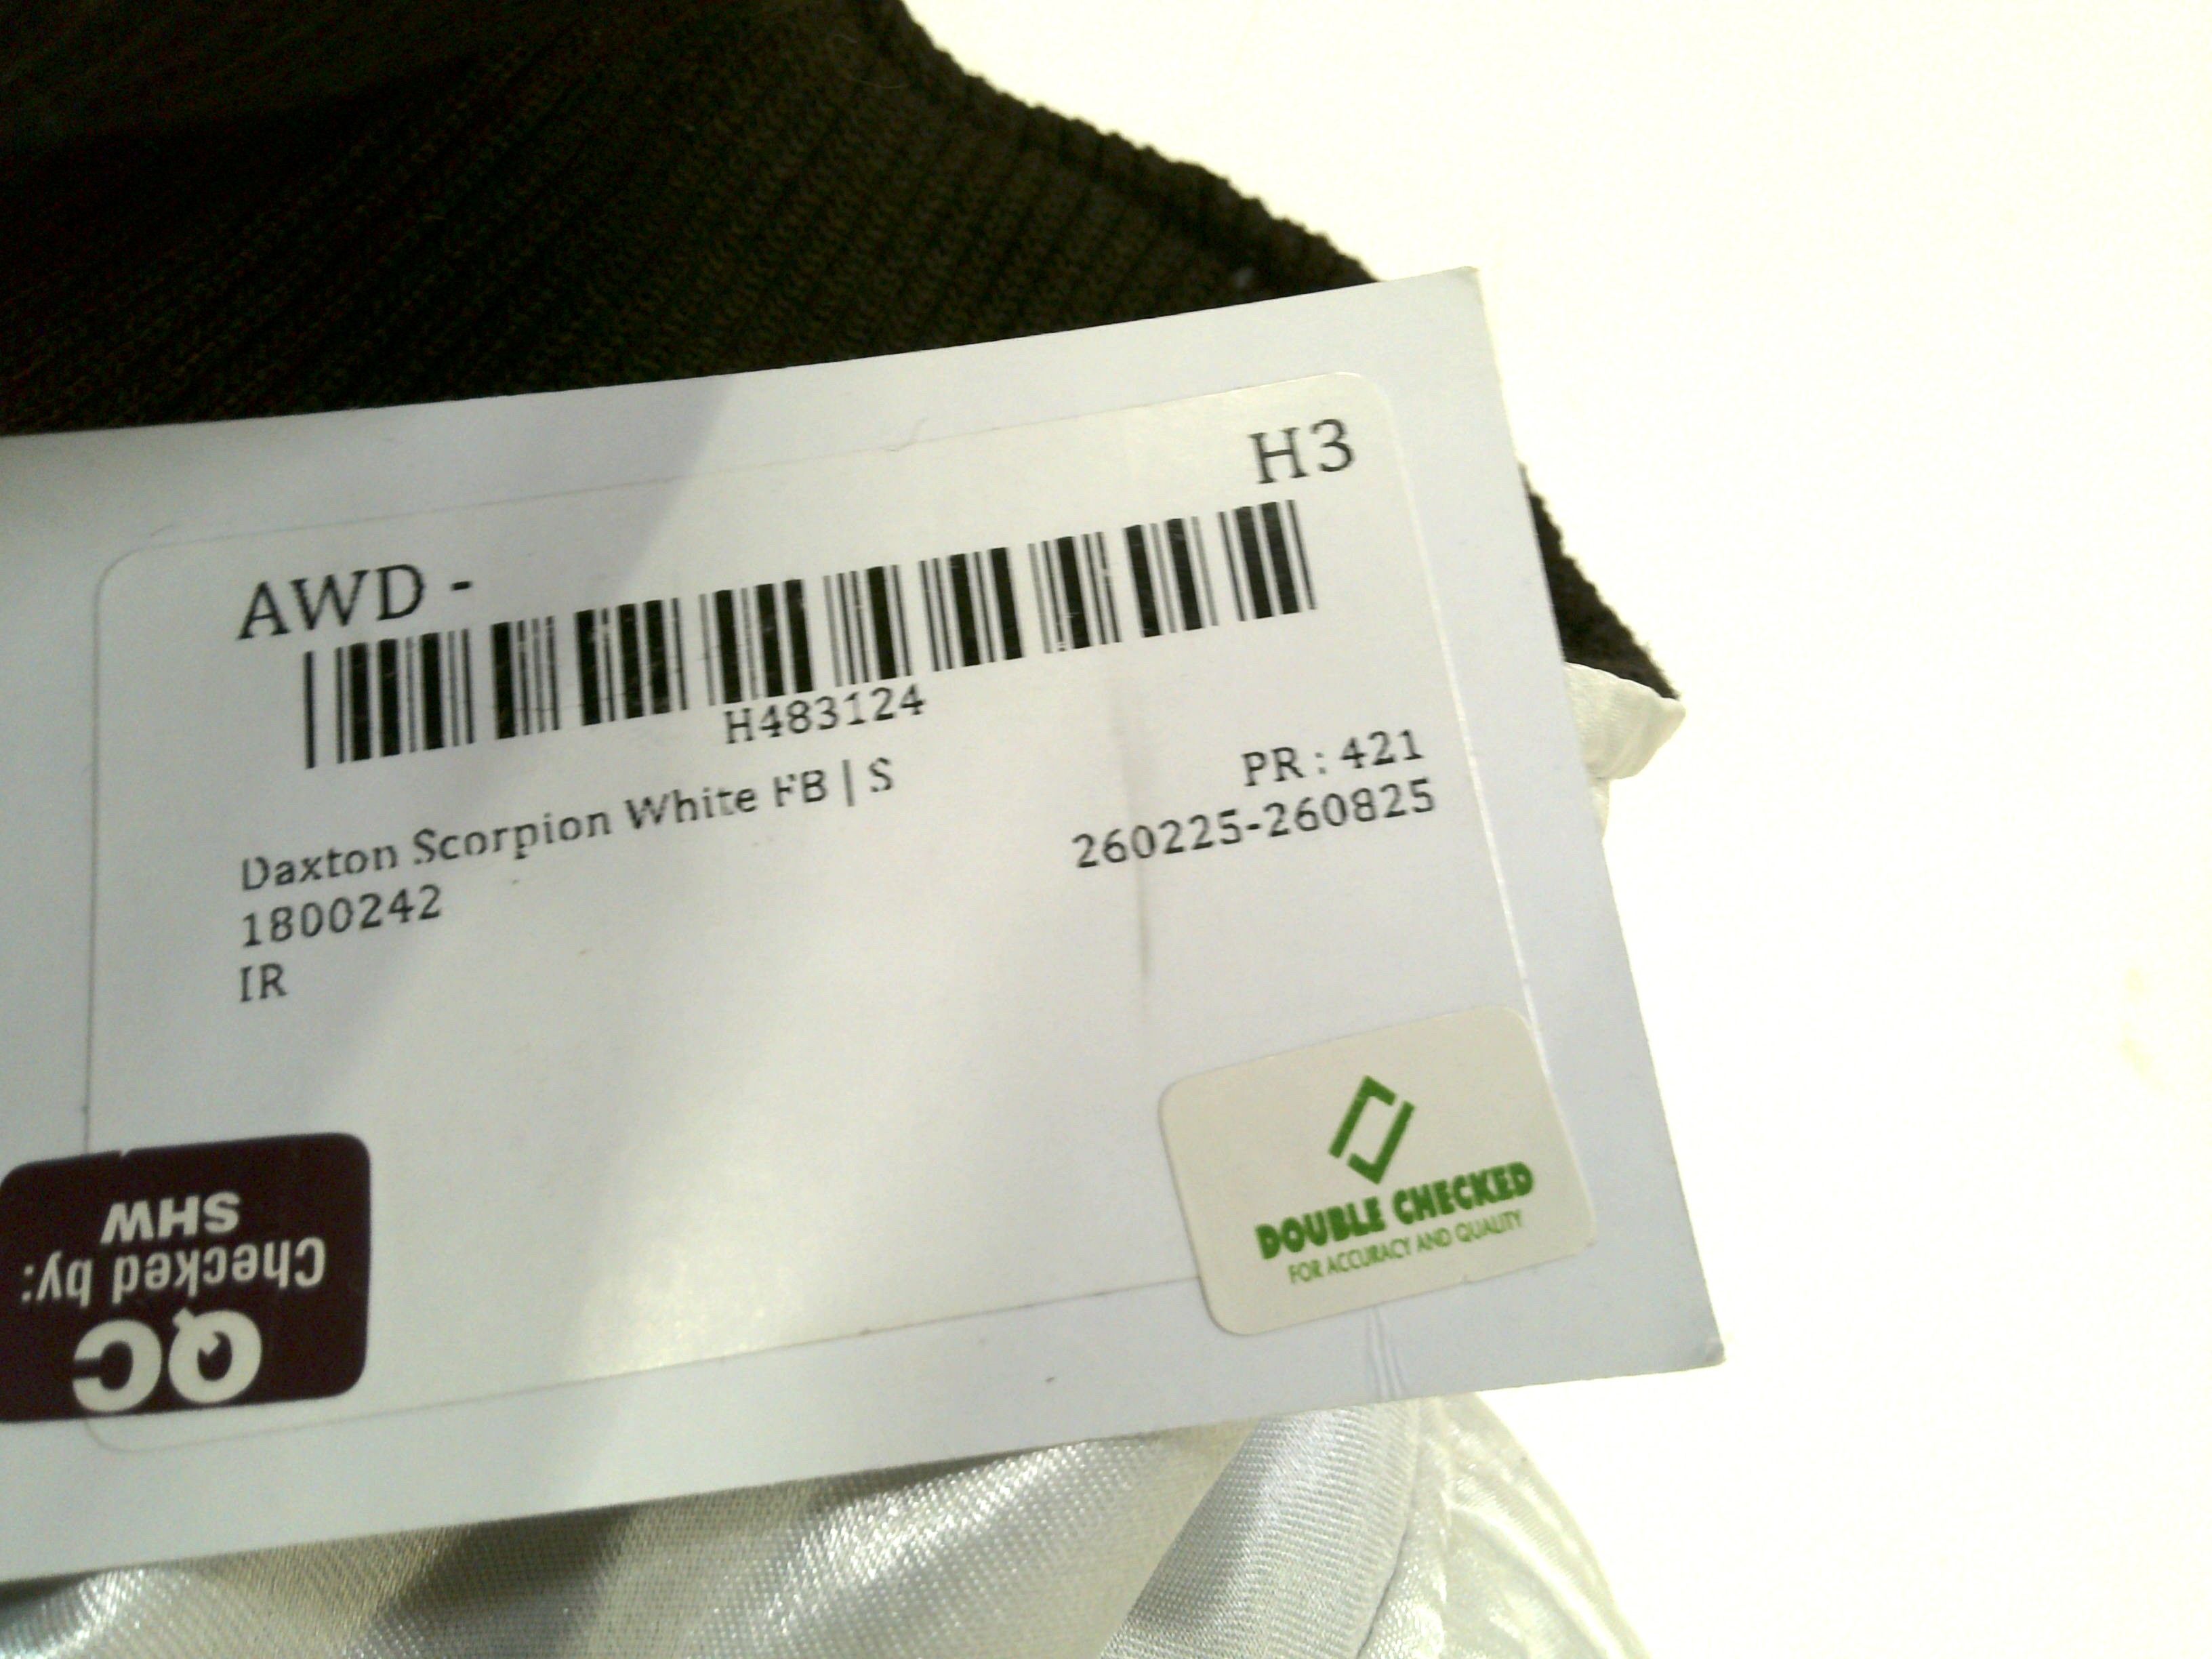 H3
AWD -
H483124
Daxton Scorpion White FB | S
PR : 421
1800242
260225-260825
IR
DOUBLE CHECKED
FOR ACCURACY AND QUALITY
QC
Checked by:
SHW